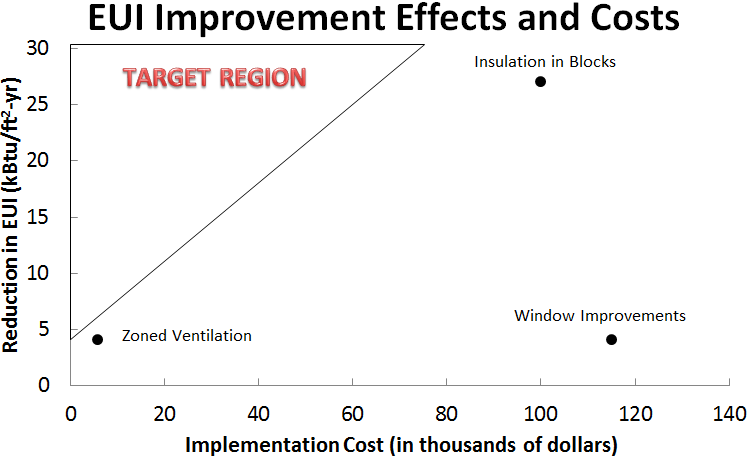 EUI Improvement Effects and Costs
30
TARGET REGION
Insulation in Blocks
25
20
15
10
5
0
Reduction in EUI (kBtu/ft²-yr)
Zoned Ventilation
Window Improvements
0 20 40 60 80 100 120 140
Implementation Cost (in thousands of dollars)